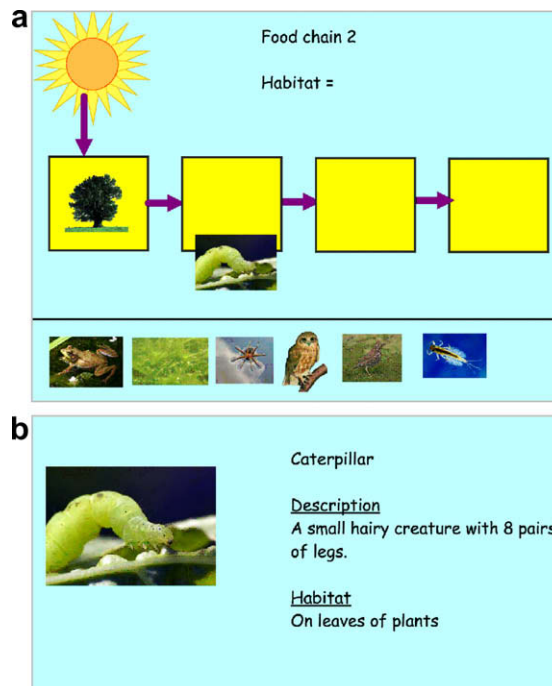 a
Food chain 2
Habitat =
b
Caterpillar
Description
A small hairy creature with 8 pairs
of legs.
Habitat
On leaves of plants